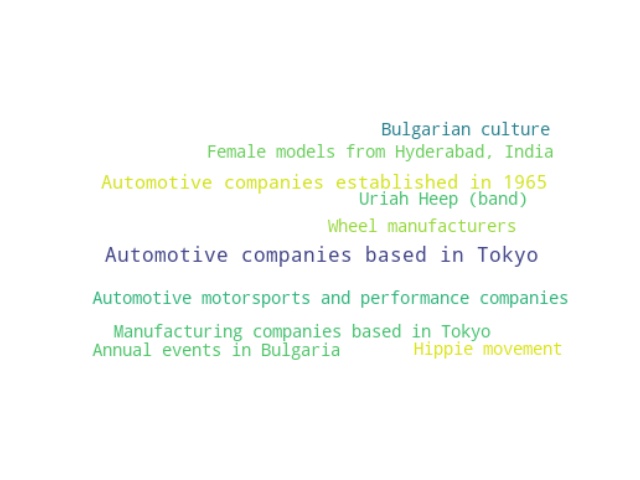 Bulgarian culture
Female models from Hyderabad, India
Automotive companies established in 1965
Uriah Heep (band)
Wheel manufacturers
Automotive companies based in Tokyo
Automotive motorsports and performance companies
Manufacturing companies based in Tokyo
Annual events in Bulgaria
Hippie movement